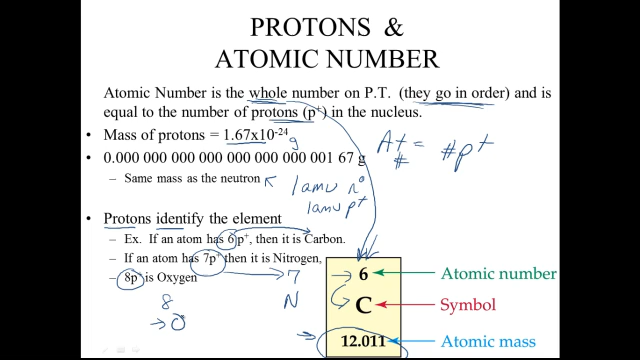 PROTONS &
ATOMIC NUMBER
Atomic Number is the whole number on P.T. (they go in order) and is
equal to the number of protons (p+) in the nucleus.
• Mass of protons = 1.67x10-24 g
At # = # p+
• 0.000 000 000 000 000 000 000 001 67 g
– Same mass as the neutron
1 amu n°
1 amu p+
• Protons identify the element
– Ex. If an atom has 6 p+, then it is Carbon.
– If an atom has 7p+ then it is Nitrogen,
– 8p+ is Oxygen
7
N
8
O
6 Atomic number
C Symbol
12.011 Atomic mass